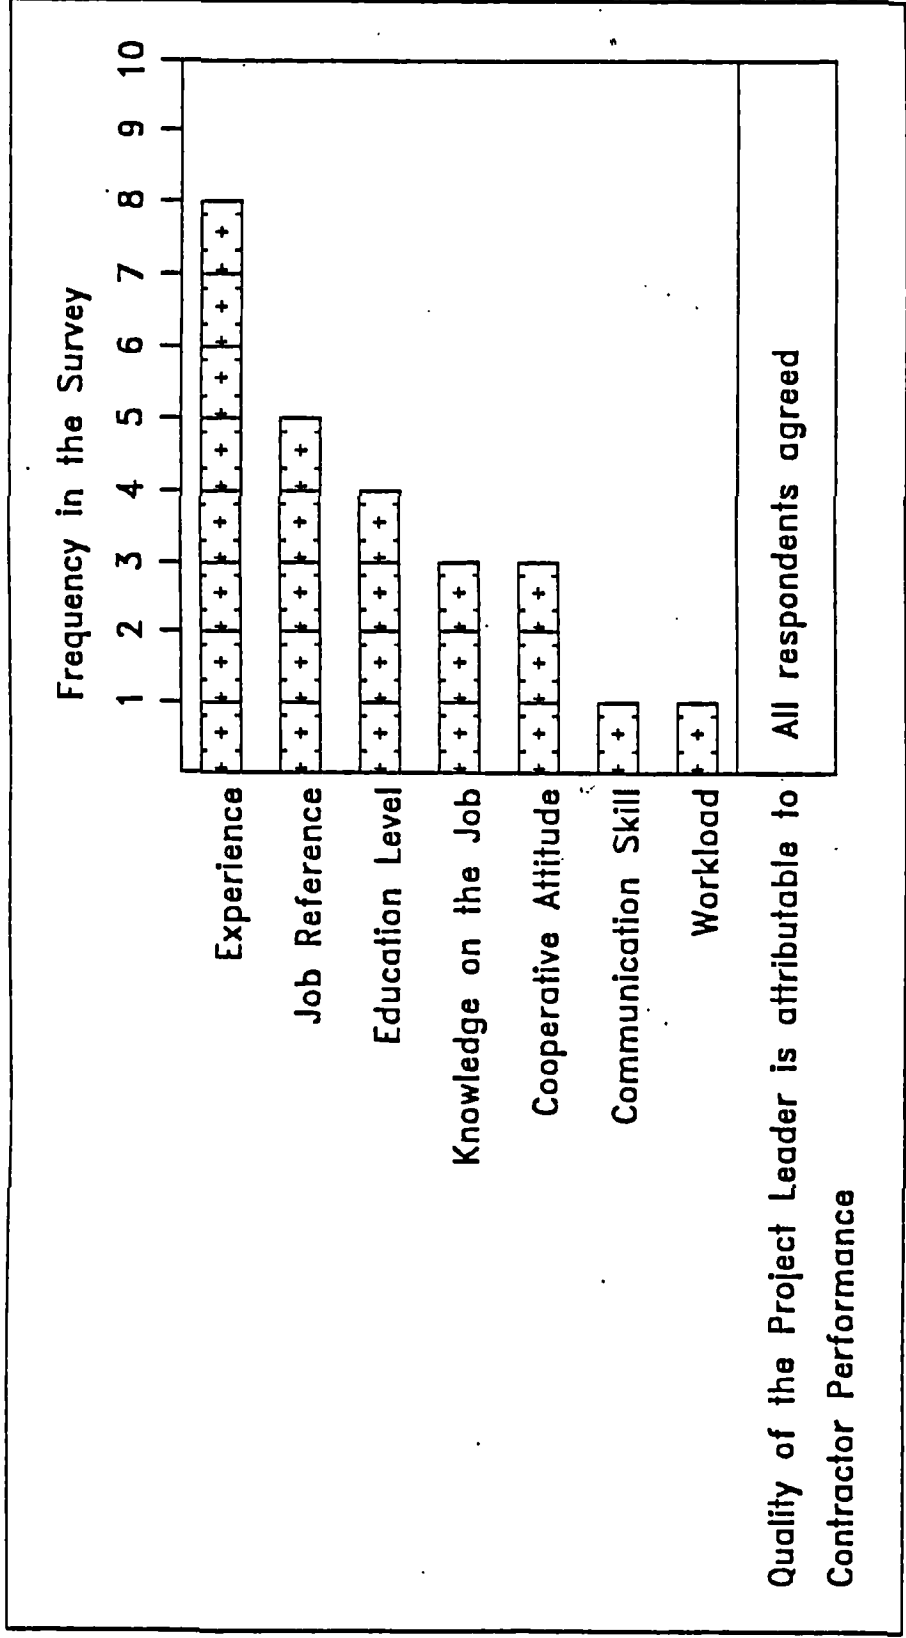 Frequency in the Survey
1 2 3 4 5 6 7 8 9 10
Experience
Job Reference
Education Level
Knowledge on the Job
Cooperative Attitude
Communication Skill
Workload
Quality of the Project Leader is attributable to All respondents agreed
Contractor Performance